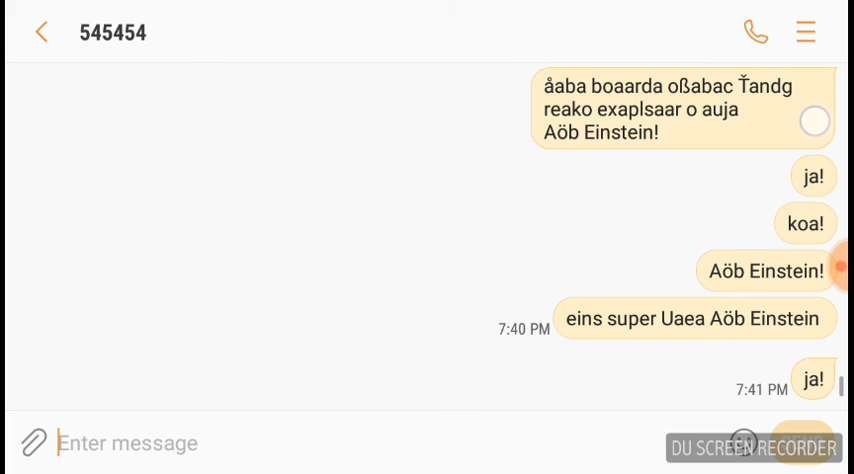 545454
åaba boaarda oßabac Ťandg
reako exaplsaar o auja
Aöb Einstein!
ja!
koa!
Aöb Einstein!
7:40 PM eins super Uaea Aöb Einstein
7:41 PM ja!
Enter message
DU SCREEN RECORDER